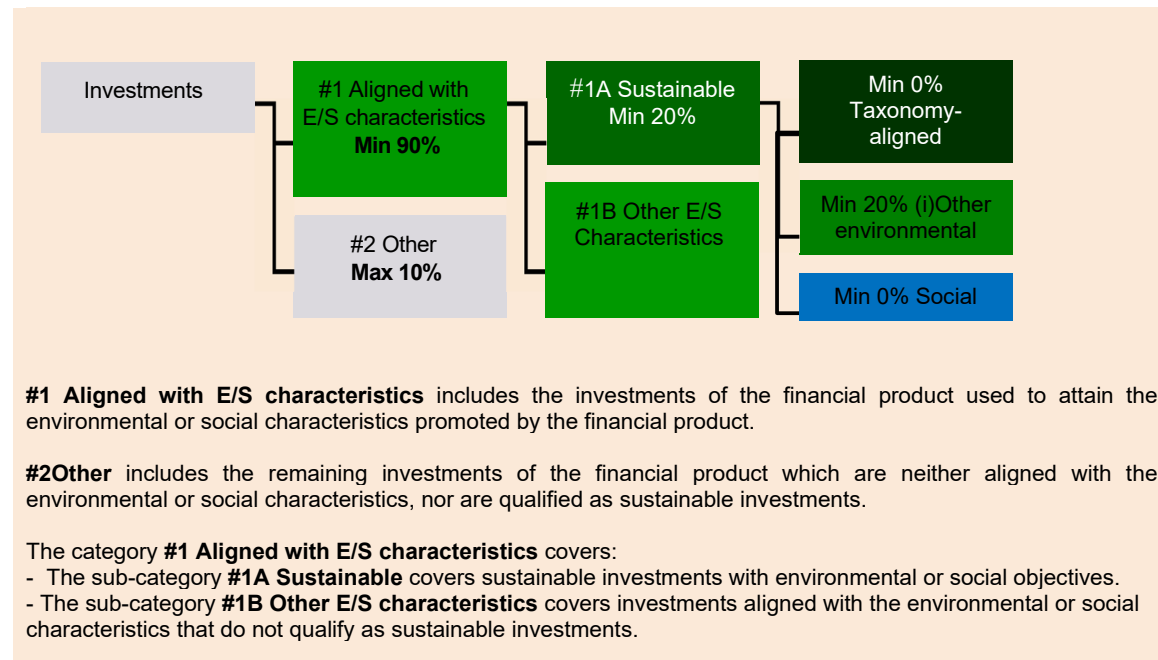 Investments
#1 Aligned with
E/S characteristics
Min 90%
#2 Other
Max 10%
#1A Sustainable
Min 20%
#1B Other E/S
Characteristics
Min 0%
Taxonomy-
aligned
Min 20% (i)Other
environmental
Min 0% Social
#1 Aligned with E/S characteristics includes the investments of the financial product used to attain the
environmental or social characteristics promoted by the financial product.
#2Other includes the remaining investments of the financial product which are neither aligned with the
environmental or social characteristics, nor are qualified as sustainable investments.
The category #1 Aligned with E/S characteristics covers:
- The sub-category #1A Sustainable covers sustainable investments with environmental or social objectives.
- The sub-category #1B Other E/S characteristics covers investments aligned with the environmental or social
characteristics that do not qualify as sustainable investments.